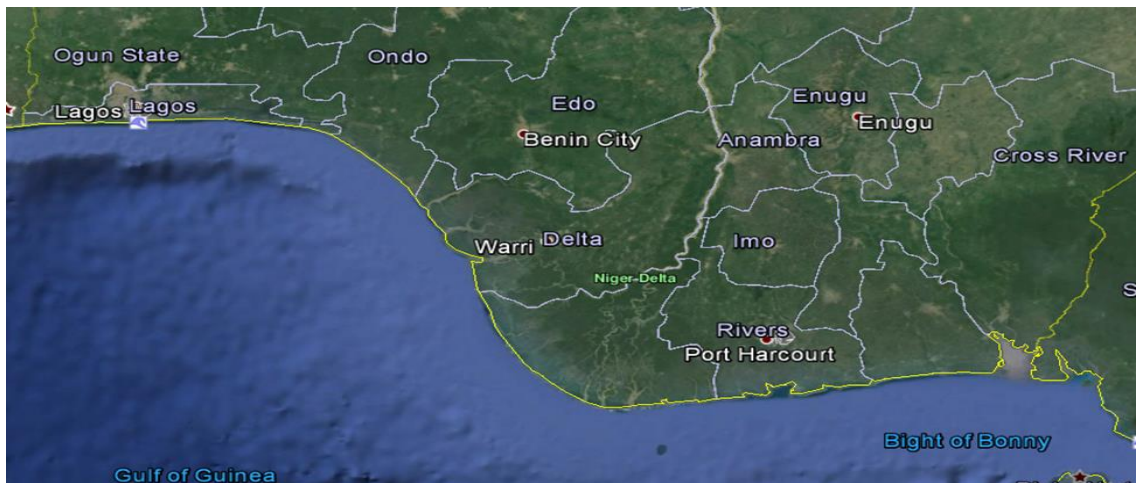 Ogun State
Ondo
Edo
Enugu
Lagos
Lagos
Enugu
Benin City
Anambra
Cross River
Warri
Delta
Imo
Niger Delta
Rivers
Port Harcourt
Bight of Bonny
Gulf of Guinea